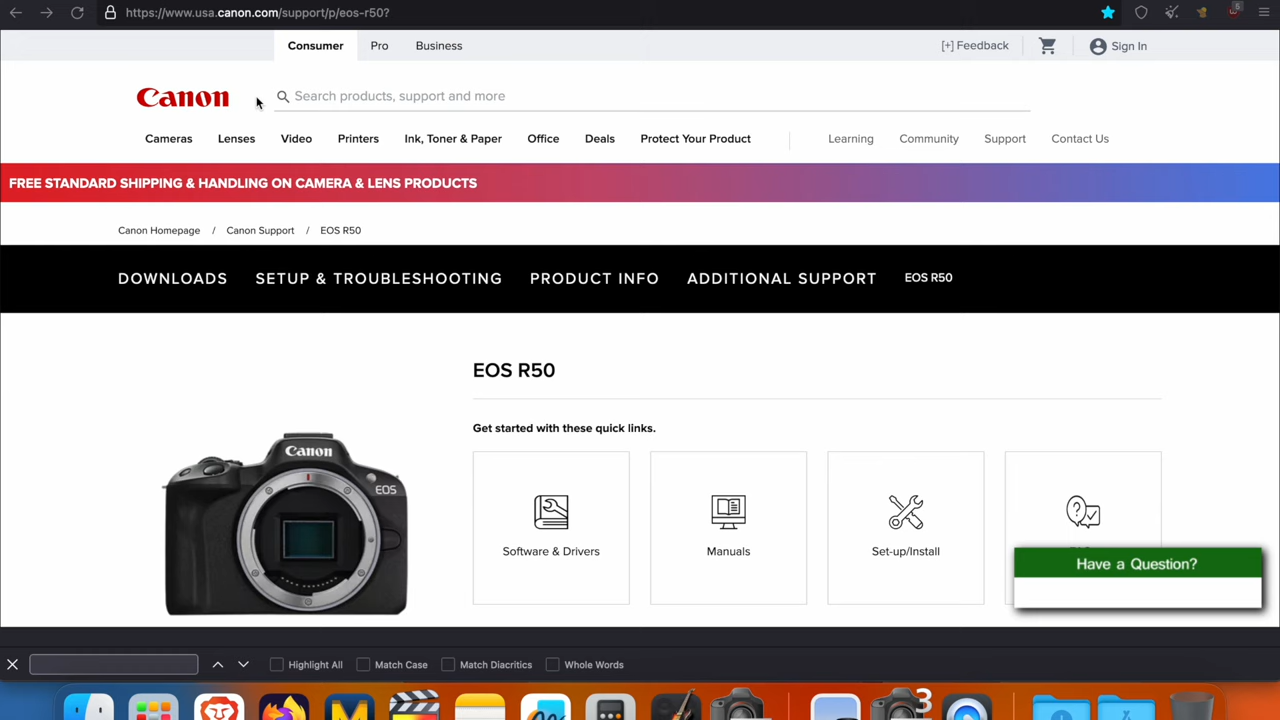 https://www.usa.canon.com/support/p/eos-r50?
6
Consumer
Pro
Business
[+] Feedback
Sign In
Canon
Search products, support and more
Cameras
Lenses
Video
Printers
Ink, Toner & Paper
Office
Deals
Protect Your Product
Learning
Community
Support
Contact Us
FREE STANDARD SHIPPING & HANDLING ON CAMERA & LENS PRODUCTS
Canon Homepage / Canon Support / EOS R50
DOWNLOADS
SETUP & TROUBLESHOOTING
PRODUCT INFO
ADDITIONAL SUPPORT
EOS R50
EOS R50
Get started with these quick links.
Canon
EOS
Software & Drivers
Manuals
Set-up/Install
Have a Question?
Highlight All
Match Case
Match Diacritics
Whole Words
3